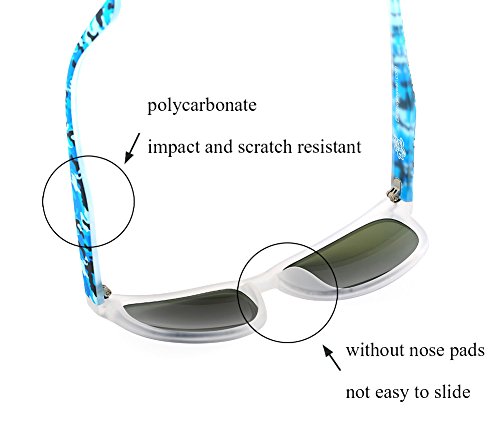 polycarbonate
impact and scratch resistant
without nose pads
not easy to slide